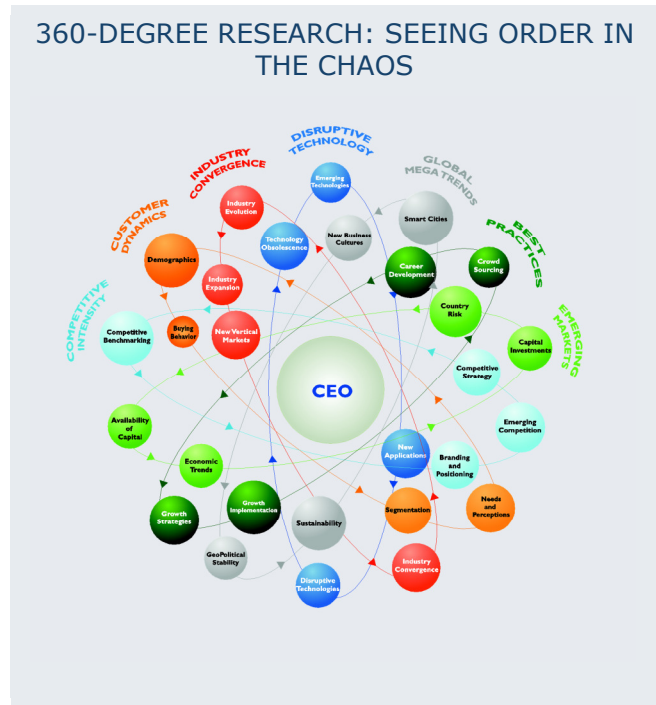 360-DEGREE RESEARCH: SEEING ORDER IN
THE CHAOS
DISRUPTIVE
TECHNOLOGY
INDUSTRY
CONVERGENCE
GLOBAL
MEGA TRENDS
CUSTOMER
DYNAMICS
BEST
PRACTICES
COMPETITIVE
INTENSITY
EMERGING
MARKETS
Emerging
Technologies
Industry
Evolution
Smart Cities
Technology
Obsolescence
New Business
Cultures
Demographics
Career
Development
Crowd
Sourcing
Industry
Expansion
Country
Risk
Competitive
Benchmarking
Buying
Behavior
New Vertical
Markets
Capital
Investments
Competitive
Strategy
CEO
Availability
of
Capital
Emerging
Competition
Economic
Trends
New
Applications
Branding
and
Positioning
Growth
Strategies
Growth
Implementation
Sustainability
Segmentation
Needs
and
Perceptions
GeoPolitical
Stability
Disruptive
Technologies
Industry
Convergence